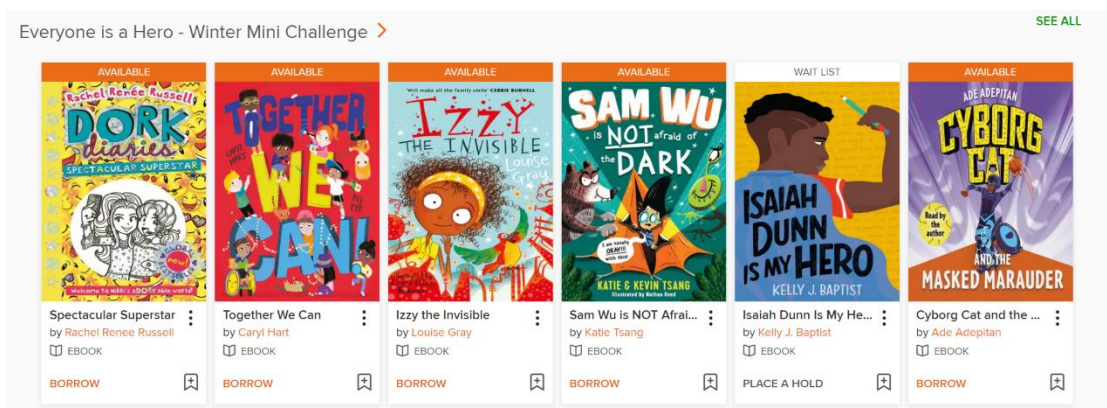 Everyone is a Hero - Winter Mini Challenge >
SEE ALL
AVAILABLE
Rachel Renée Russell
DORK
diaries
SPECTACULAR SUPERSTAR
new!
Welcome to Nikki's aDORKable world!
Spectacular Superstar
by Rachel Renee Russell
EBOOK
BORROW
AVAILABLE
TOGETHER
WE
CAN!
CARYL HART
ALI PYE
Together We Can
by Caryl Hart
EBOOK
BORROW
AVAILABLE
Will make all the family smile' CERRIE BURNELL
IZZY
THE INVISIBLE
Louise
Gray
Izzy the Invisible
by Louise Gray
EBOOK
BORROW
AVAILABLE
SAM WU
is NOT afraid of
the DARK
I am totally
OKAY!!!
with this!
KATIE & KEVIN TSANG
Illustrated by Nathan Reed
Sam Wu is NOT Afrai...
by Katie Tsang
EBOOK
BORROW
WAIT LIST
ISAIAH
DUNN
IS MY HERO
KELLY J. BAPTIST
Isaiah Dunn Is My He...
by Kelly J. Baptist
EBOOK
PLACE A HOLD
AVAILABLE
ADE ADEPITAN
CYBORG
CAT
Read by
the
author
AND THE
MASKED MARAUDER
Cyborg Cat and the ...
by Ade Adepitan
EBOOK
BORROW